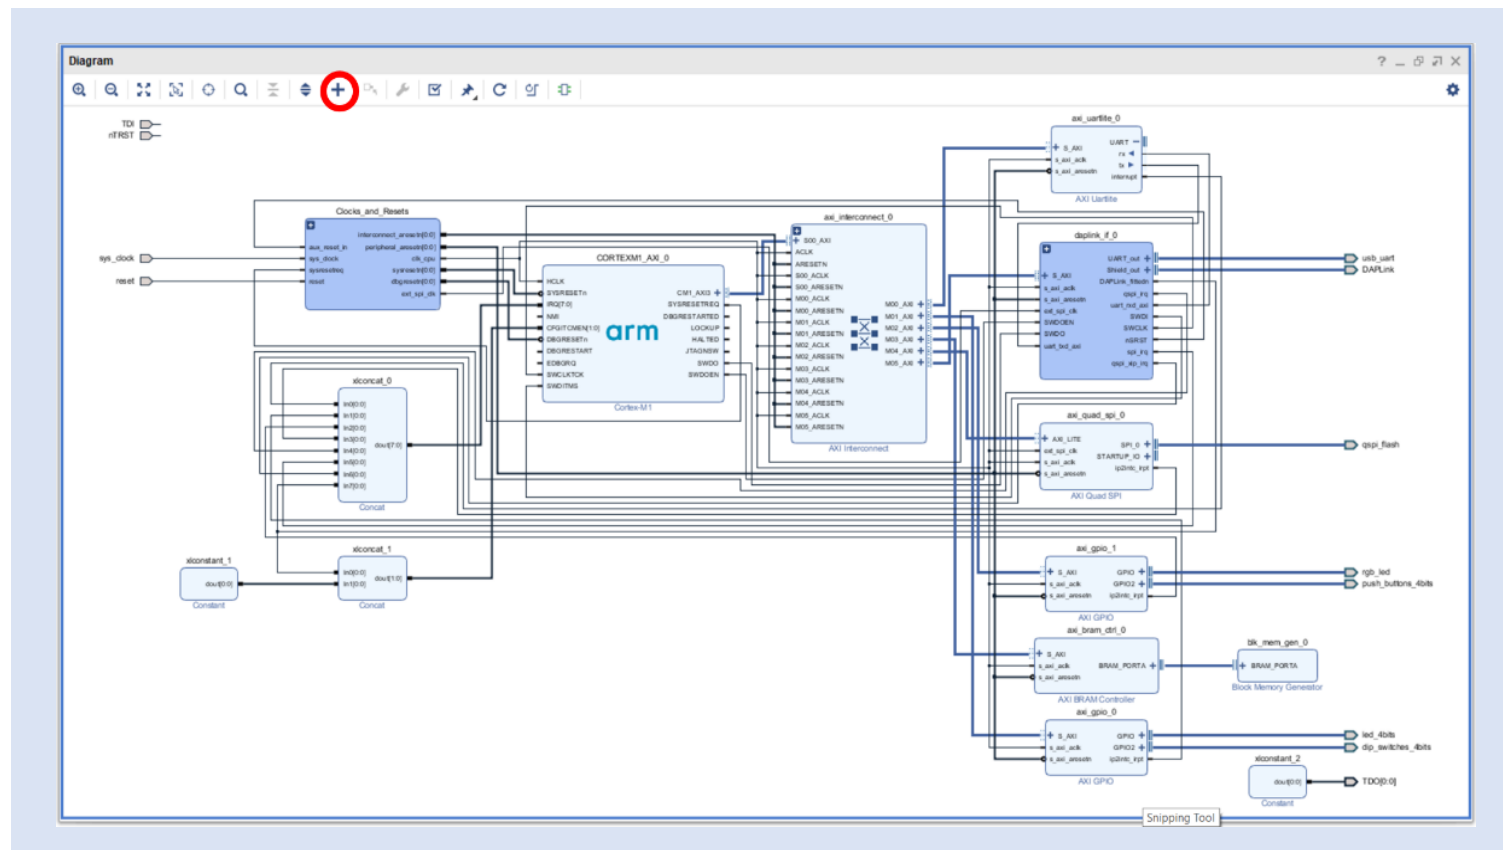 Diagram
TDI
nTRST
sys_clock
reset
Clocks_and_Resets
interconnect_aresetn[0:0]
aux_reset_in peripheral_aresetn[0:0]
sys_clock clk_cpu
sysresetreq sysresetn[0:0]
reset dbgresetn[0:0]
ext_spi_clk
CORTEXM1_AXI_0
HCLK
SYSRESETn CM1_AXI3
IRQ[7:0] SYSRESETREQ
NMI DBGRESTARTED
CFGITCMEN[1:0] LOCKUP
DBGRESETn HALTED
DBGRESTART JTAGNSW
EDBGRQ SWDO
SWCLKTCK SWDOEN
SWDITMS
arm
Cortex-M1
axi_interconnect_0
S00_AXI
ACLK
ARESETN
S00_ACLK
S00_ARESETN
M00_ACLK M00_AXI
M00_ARESETN M01_AXI
M01_ACLK M02_AXI
M01_ARESETN M03_AXI
M02_ACLK M04_AXI
M02_ARESETN M05_AXI
M03_ACLK
M03_ARESETN
M04_ACLK
M04_ARESETN
M05_ACLK
M05_ARESETN
AXI Interconnect
xlconcat_0
In0[0:0]
In1[0:0]
In2[0:0]
In3[0:0]
In4[0:0]
In5[0:0]
In6[0:0]
In7[0:0]
dout[7:0]
Concat
xlconstant_1
dout[0:0]
Constant
xlconcat_1
In0[0:0]
In1[0:0]
dout[1:0]
Concat
axi_uartlite_0
S_AXI UART
s_axi_aclk rx
s_axi_aresetn tx
interrupt
AXI Uartlite
daplink_if_0
UART_out
S_AXI Shield_out
s_axi_aclk DAPLink_fittedn
s_axi_aresetn qspi_irq
ext_spi_clk uart_rxd_axi
SWDOEN SWDI
SWDO SWCLK
uart_txd_axi nSRST
spi_irq
qspi_xip_irq
usb_uart
DAPLink
axi_quad_spi_0
AXI_LITE SPI_0
ext_spi_clk STARTUP_IO
s_axi_aclk ip2intc_irpt
s_axi_aresetn
AXI Quad SPI
qspi_flash
axi_gpio_1
S_AXI GPIO
s_axi_aclk GPIO2
s_axi_aresetn ip2intc_irpt
AXI GPIO
rgb_led
push_buttons_4bits
axi_bram_ctrl_0
S_AXI
s_axi_aclk BRAM_PORTA
s_axi_aresetn
AXI BRAM Controller
blk_mem_gen_0
BRAM_PORTA
Block Memory Generator
axi_gpio_0
S_AXI GPIO
s_axi_aclk GPIO2
s_axi_aresetn ip2intc_irpt
AXI GPIO
led_4bits
dip_switches_4bits
xlconstant_2
dout[0:0]
Constant
TDO[0:0]
Snipping Tool